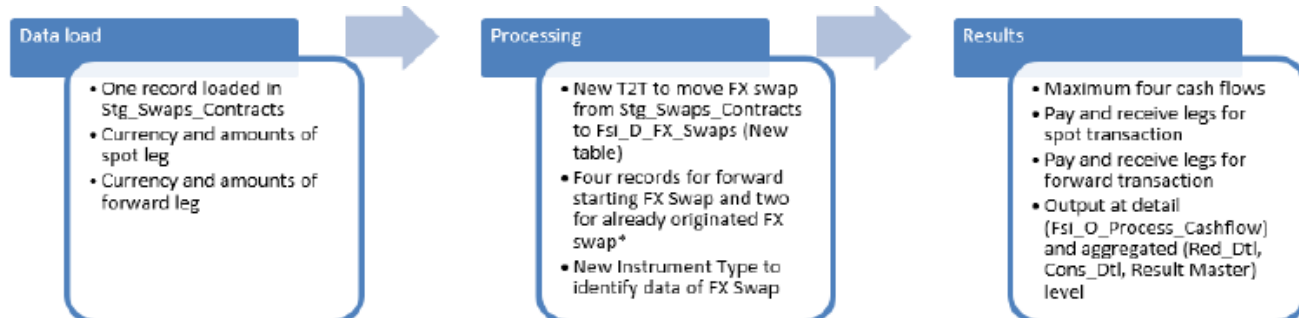 Data load
• One record loaded in
Stg_Swaps_Contracts
• Currency and amounts of
spot leg
• Currency and amounts of
forward leg
Processing
• New T2T to move FX swap
from Stg_Swaps_Contracts
to Fsi_D_FX_Swaps (New
table)
• Four records for forward
starting FX Swap and two
for already originated FX
swap*
• New Instrument Type to
identify data of FX Swap
Results
• Maximum four cash flows
• Pay and receive legs for
spot transaction
• Pay and receive legs for
forward transaction
• Output at detail
(Fsi_O_Process_Cashflow)
and aggregated (Red_Dtl,
Cons_Dtl, Result Master)
level